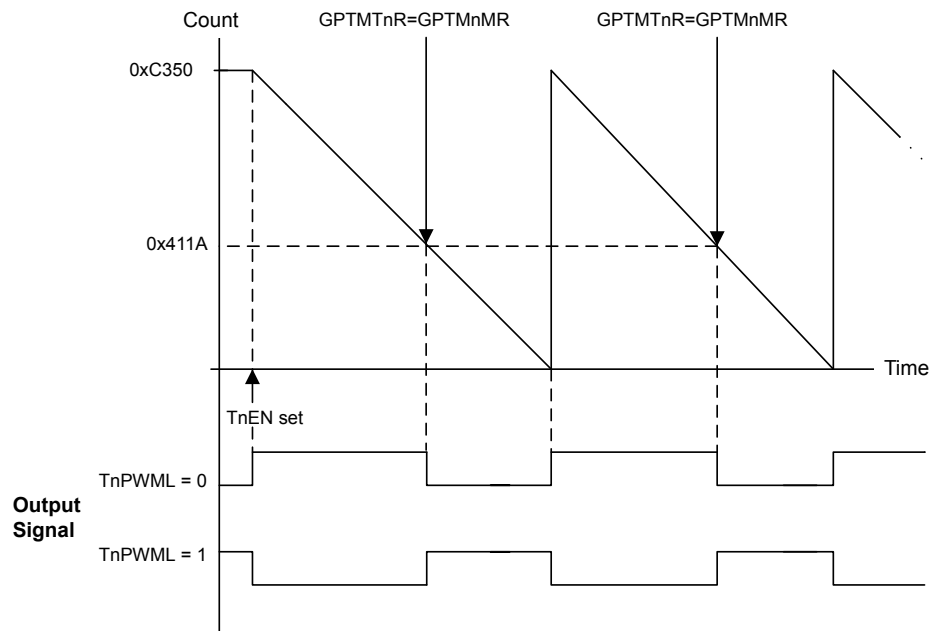 Count
GPTMTnR=GPTMnMR
GPTMTnR=GPTMnMR
0xC350
0x411A
Time
TnEN set
TnPWML = 0
Output
Signal
TnPWML = 1